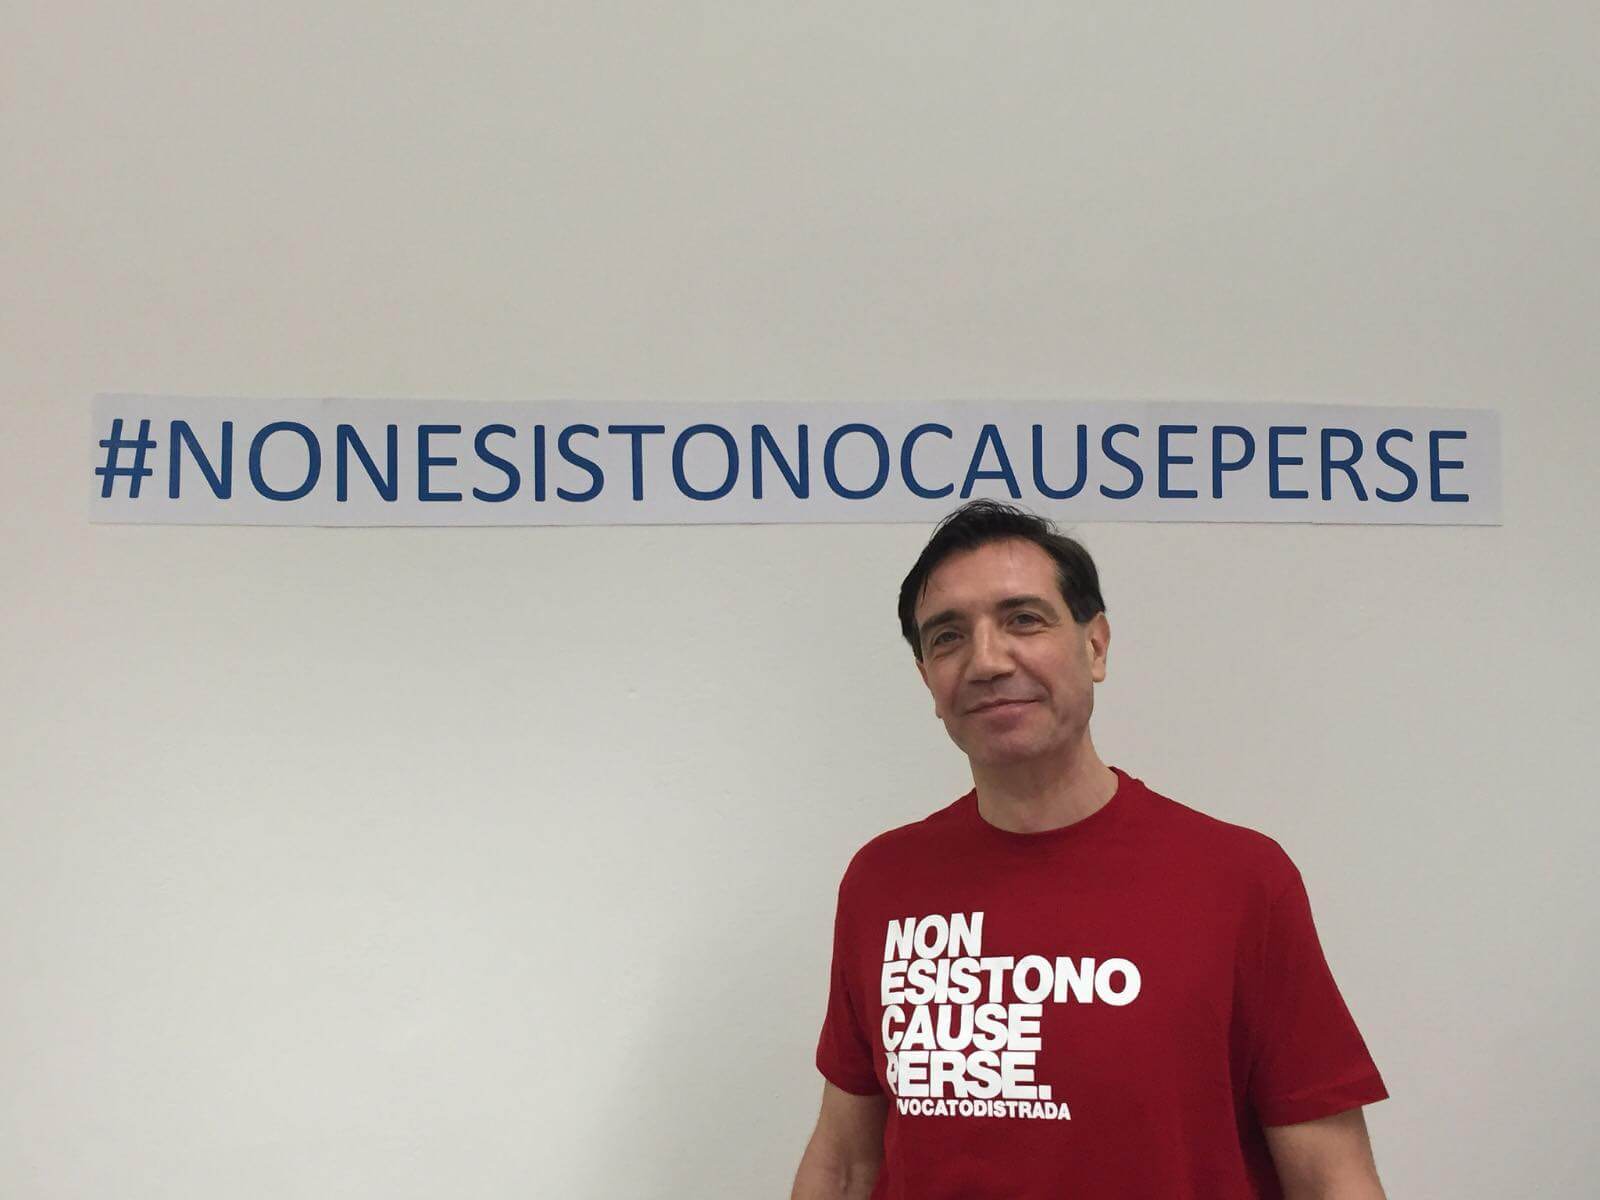 #NONESISTONOCAUSEPERSE
NON
ESISTONO
CAUSE
PERSE.
VOCATODISTRADA